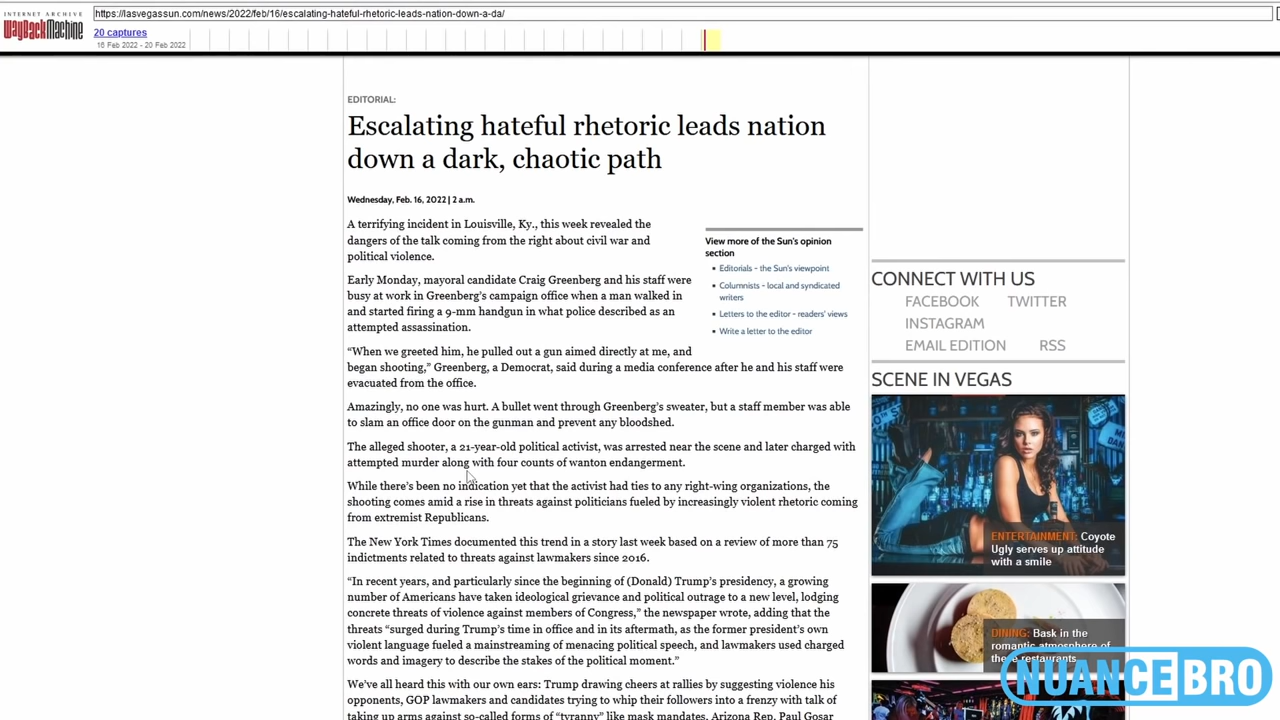 INTERNET ARCHIVE
WayBackMachine
https://lasvegassun.com/news/2022/feb/16/escalating-hateful-rhetoric-leads-nation-down-a-da/
20 captures
16 Feb 2022 - 20 Feb 2022
EDITORIAL:
Escalating hateful rhetoric leads nation
down a dark, chaotic path
Wednesday, Feb. 16, 2022 | 2 a.m.
A terrifying incident in Louisville, Ky., this week revealed the
dangers of the talk coming from the right about civil war and
political violence.
Early Monday, mayoral candidate Craig Greenberg and his staff were
busy at work in Greenberg's campaign office when a man walked in
and started firing a 9-mm handgun in what police described as an
attempted assassination.
“When we greeted him, he pulled out a gun aimed directly at me, and
began shooting,” Greenberg, a Democrat, said during a media conference after he and his staff were
evacuated from the office.
Amazingly, no one was hurt. A bullet went through Greenberg's sweater, but a staff member was able
to slam an office door on the gunman and prevent any bloodshed.
The alleged shooter, a 21-year-old political activist, was arrested near the scene and later charged with
attempted murder along with four counts of wanton endangerment.
While there's been no indication yet that the activist had ties to any right-wing organizations, the
shooting comes amid a rise in threats against politicians fueled by increasingly violent rhetoric coming
from extremist Republicans.
The New York Times documented this trend in a story last week based on a review of more than 75
indictments related to threats against lawmakers since 2016.
“In recent years, and particularly since the beginning of (Donald) Trump's presidency, a growing
number of Americans have taken ideological grievance and political outrage to a new level, lodging
concrete threats of violence against members of Congress,” the newspaper wrote, adding that the
threats “surged during Trump's time in office and in its aftermath, as the former president's own
violent language fueled a mainstreaming of menacing political speech, and lawmakers used charged
words and imagery to describe the stakes of the political moment.”
We've all heard this with our own ears: Trump drawing cheers at rallies by suggesting violence his
opponents, GOP lawmakers and candidates trying to whip their followers into a frenzy with talk of
taking up arms against so-called forms of “tyranny” like mask mandates, Arizona Rep. Paul Gosar
View more of the Sun's opinion
section
Editorials - the Sun's viewpoint
Columnists - local and syndicated
writers
Letters to the editor - readers' views
Write a letter to the editor
CONNECT WITH US
FACEBOOK TWITTER
INSTAGRAM
EMAIL EDITION RSS
SCENE IN VEGAS
ENTERTAINMENT: Coyote
Ugly serves up attitude
with a smile
DINING: Bask in the
romantic atmosphere of
these restaurants
NUANCEBRO